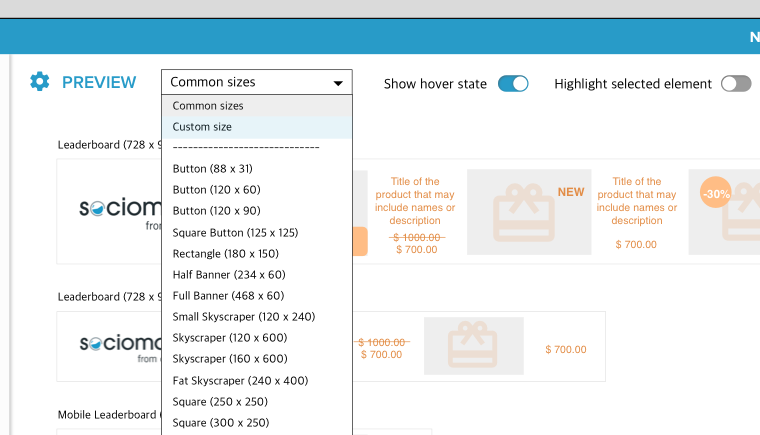 N
PREVIEW
Common sizes
Show hover state
Highlight selected element
Common sizes
Custom size
------------------------------
Button (88 x 31)
Button (120 x 60)
Button (120 x 90)
Square Button (125 x 125)
Rectangle (180 x 150)
Half Banner (234 x 60)
Full Banner (468 x 60)
Small Skyscraper (120 x 240)
Skyscraper (120 x 600)
Skyscraper (160 x 600)
Fat Skyscraper (240 x 400)
Square (250 x 250)
Square (300 x 250)
Leaderboard (728 x 9
sociom
from
Title of the
product that may
include names or
description
$ 1000.00
$ 700.00
NEW
Title of the
product that may
include names or
description
$ 700.00
-30%
Leaderboard (728 x 9
sociomo
from
$ 1000.00
$ 700.00
$ 700.00
Mobile Leaderboard (